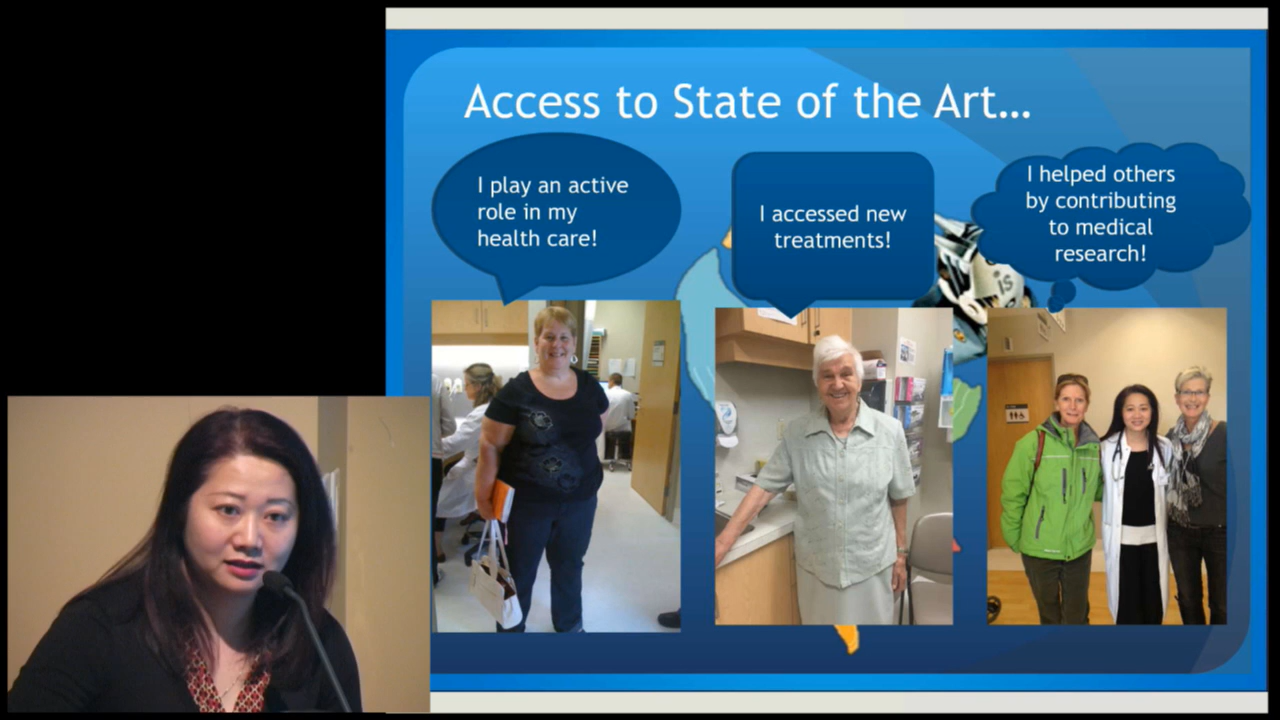 Access to State of the Art…
I play an active
role in my
health care!
I accessed new
treatments!
I helped others
by contributing
to medical
research!
is